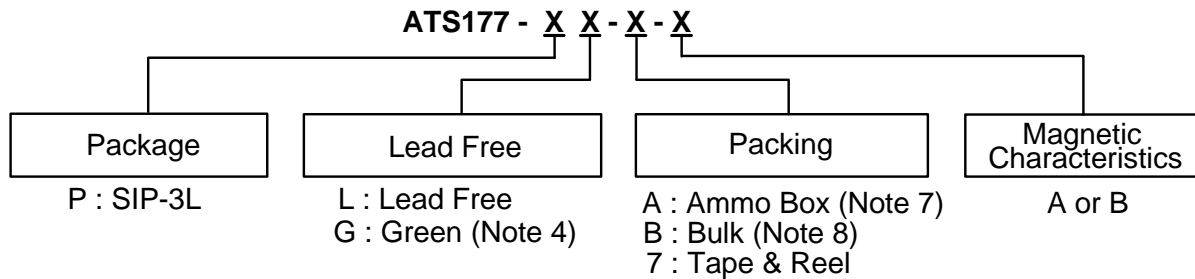 ATS177 - X X - X - X
Package
Lead Free
Packing
Magnetic
Characteristics
P : SIP-3L
L : Lead Free
G : Green (Note 4)
A : Ammo Box (Note 7)
B : Bulk (Note 8)
7 : Tape & Reel
A or B